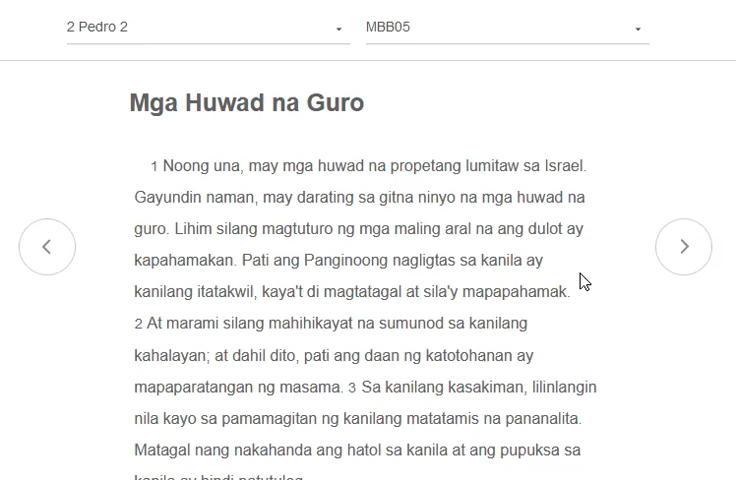 2 Pedro 2
MBB05
Mga Huwad na Guro
1 Noong una, may mga huwad na propetang lumitaw sa Israel.
Gayundin naman, may darating sa gitna ninyo na mga huwad na
guro. Lihim silang magtuturo ng mga maling aral na ang dulot ay
kapahamakan. Pati ang Panginoong nagligtas sa kanila ay
kanilang itatakwil, kaya't di magtatagal at sila'y mapapahamak.
2 At marami silang mahihikayat na sumunod sa kanilang
kahalayan; at dahil dito, pati ang daan ng katotohanan ay
mapaparatangan ng masama. 3 Sa kanilang kasakiman, lilinlangin
nila kayo sa pamamagitan ng kanilang matatamis na pananalita.
Matagal nang nakahanda ang hatol sa kanila at ang pupuksa sa
kanila ay hindi natutulog